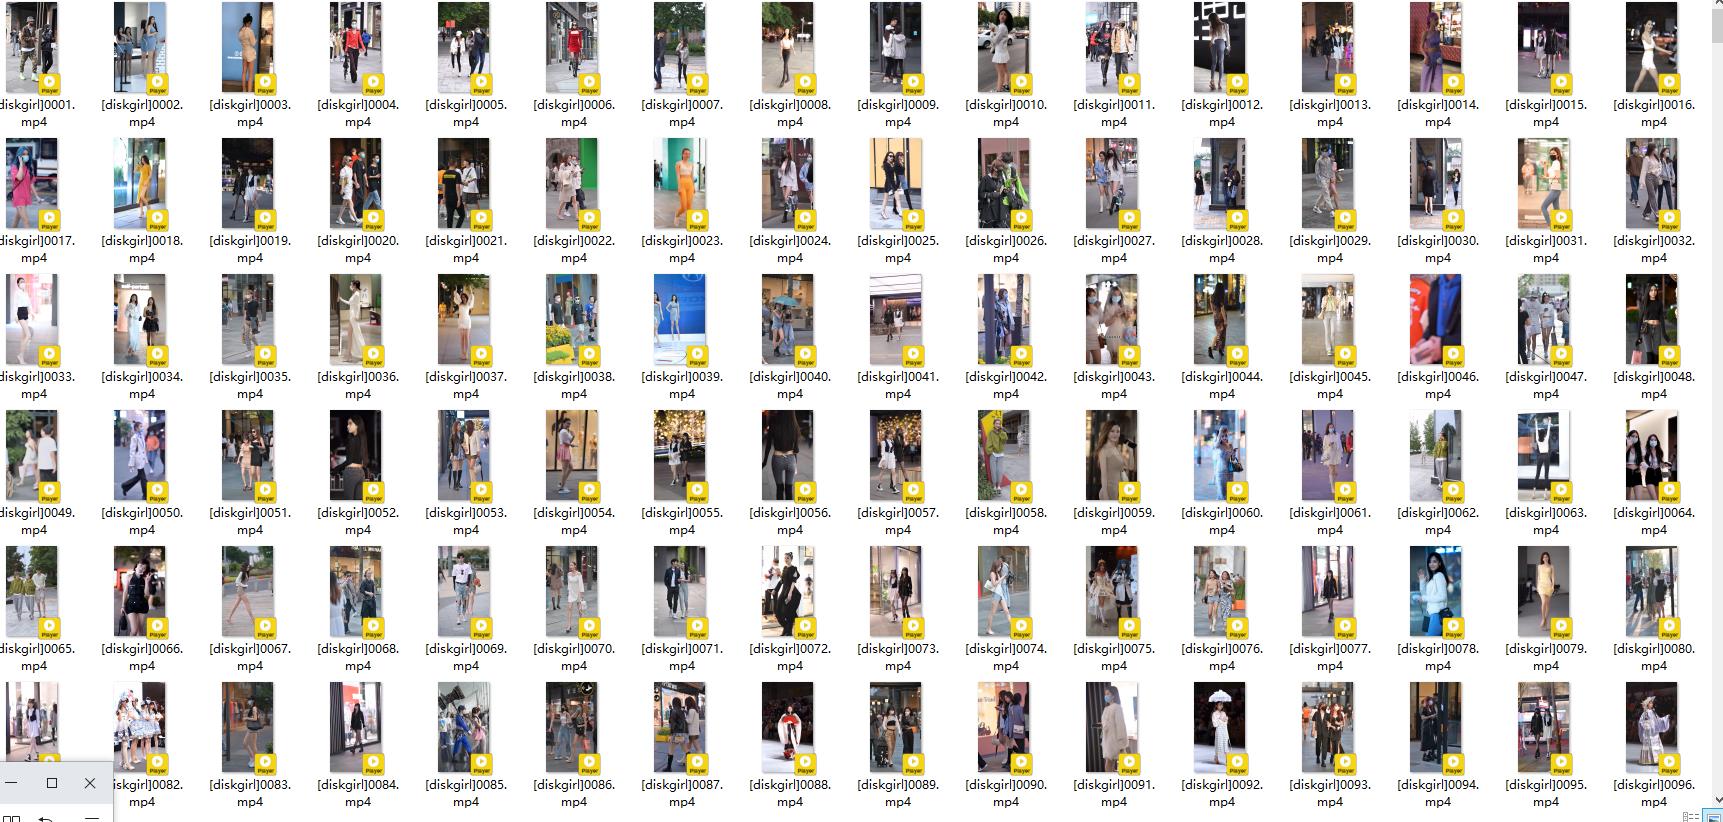 [diskgirl]0001.mp4 [diskgirl]0002.mp4 [diskgirl]0003.mp4 [diskgirl]0004.mp4 [diskgirl]0005.mp4 [diskgirl]0006.mp4 [diskgirl]0007.mp4 [diskgirl]0008.mp4 [diskgirl]0009.mp4 [diskgirl]0010.mp4 [diskgirl]0011.mp4 [diskgirl]0012.mp4 [diskgirl]0013.mp4 [diskgirl]0014.mp4 [diskgirl]0015.mp4 [diskgirl]0016.mp4
[diskgirl]0017.mp4 [diskgirl]0018.mp4 [diskgirl]0019.mp4 [diskgirl]0020.mp4 [diskgirl]0021.mp4 [diskgirl]0022.mp4 [diskgirl]0023.mp4 [diskgirl]0024.mp4 [diskgirl]0025.mp4 [diskgirl]0026.mp4 [diskgirl]0027.mp4 [diskgirl]0028.mp4 [diskgirl]0029.mp4 [diskgirl]0030.mp4 [diskgirl]0031.mp4 [diskgirl]0032.mp4
[diskgirl]0033.mp4 [diskgirl]0034.mp4 [diskgirl]0035.mp4 [diskgirl]0036.mp4 [diskgirl]0037.mp4 [diskgirl]0038.mp4 [diskgirl]0039.mp4 [diskgirl]0040.mp4 [diskgirl]0041.mp4 [diskgirl]0042.mp4 [diskgirl]0043.mp4 [diskgirl]0044.mp4 [diskgirl]0045.mp4 [diskgirl]0046.mp4 [diskgirl]0047.mp4 [diskgirl]0048.mp4
[diskgirl]0049.mp4 [diskgirl]0050.mp4 [diskgirl]0051.mp4 [diskgirl]0052.mp4 [diskgirl]0053.mp4 [diskgirl]0054.mp4 [diskgirl]0055.mp4 [diskgirl]0056.mp4 [diskgirl]0057.mp4 [diskgirl]0058.mp4 [diskgirl]0059.mp4 [diskgirl]0060.mp4 [diskgirl]0061.mp4 [diskgirl]0062.mp4 [diskgirl]0063.mp4 [diskgirl]0064.mp4
[diskgirl]0065.mp4 [diskgirl]0066.mp4 [diskgirl]0067.mp4 [diskgirl]0068.mp4 [diskgirl]0069.mp4 [diskgirl]0070.mp4 [diskgirl]0071.mp4 [diskgirl]0072.mp4 [diskgirl]0073.mp4 [diskgirl]0074.mp4 [diskgirl]0075.mp4 [diskgirl]0076.mp4 [diskgirl]0077.mp4 [diskgirl]0078.mp4 [diskgirl]0079.mp4 [diskgirl]0080.mp4
diskgirl]0082.mp4 [diskgirl]0083.mp4 [diskgirl]0084.mp4 [diskgirl]0085.mp4 [diskgirl]0086.mp4 [diskgirl]0087.mp4 [diskgirl]0088.mp4 [diskgirl]0089.mp4 [diskgirl]0090.mp4 [diskgirl]0091.mp4 [diskgirl]0092.mp4 [diskgirl]0093.mp4 [diskgirl]0094.mp4 [diskgirl]0095.mp4 [diskgirl]0096.mp4